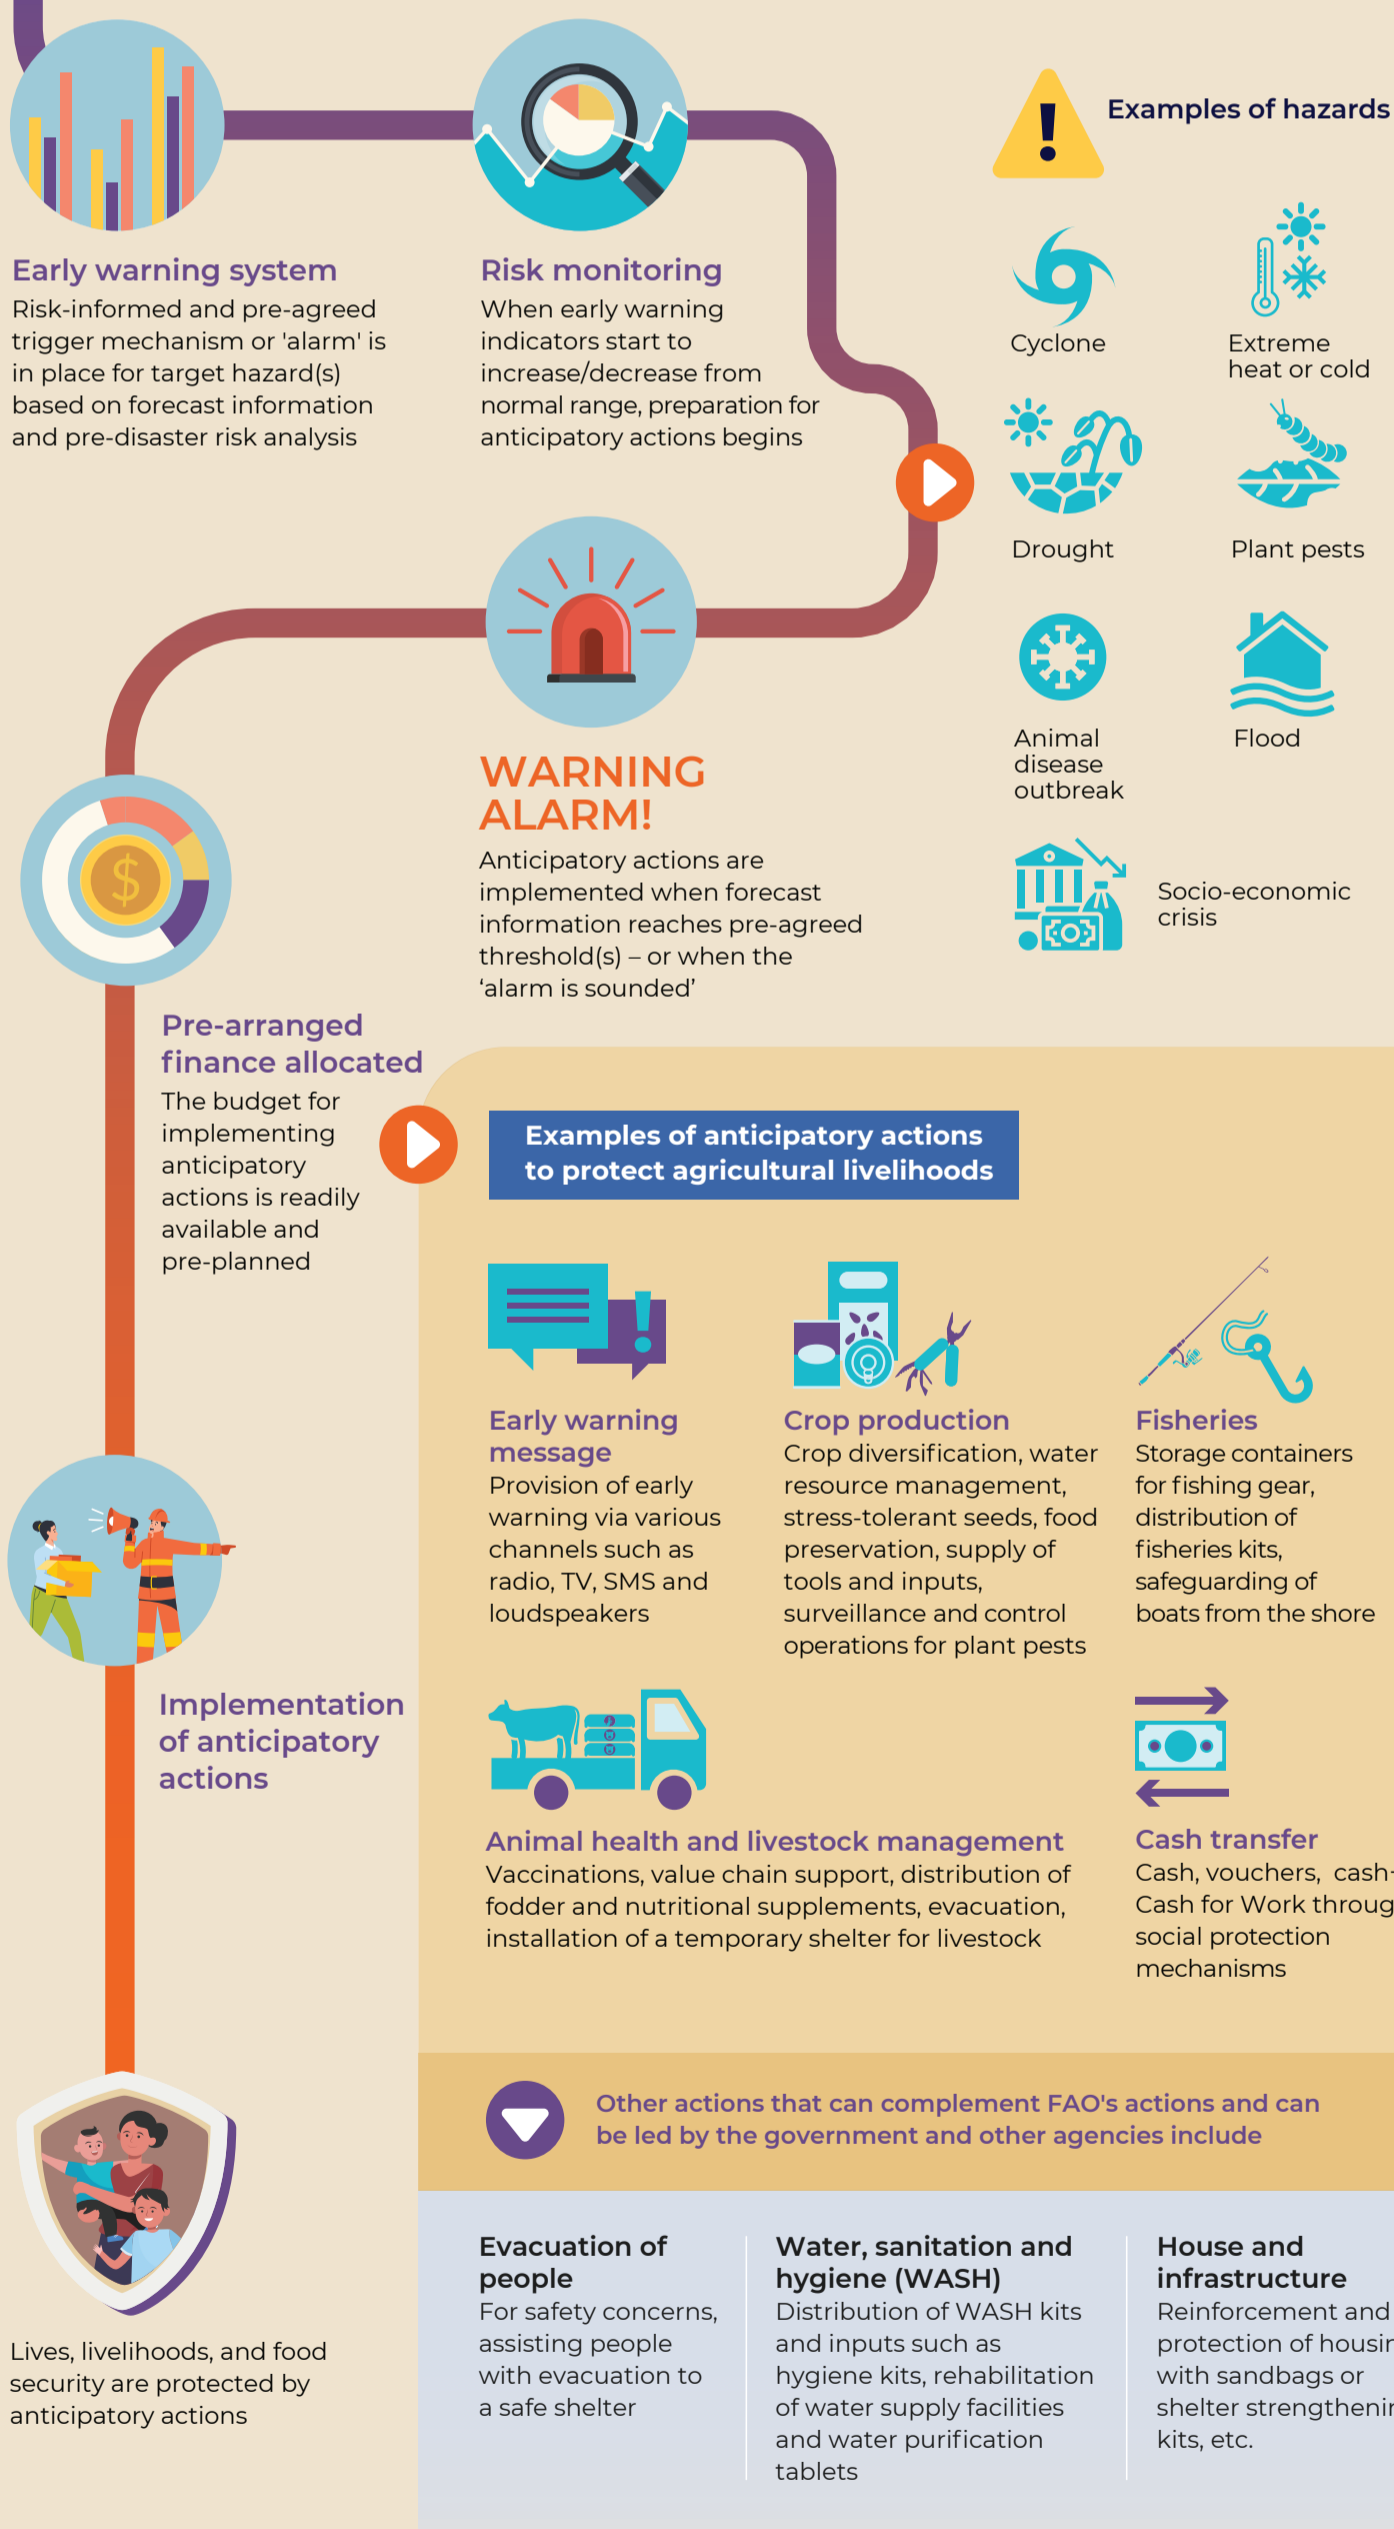 Early warning system
Risk-informed and pre-agreed
trigger mechanism or 'alarm' is
in place for target hazard(s)
based on forecast information
and pre-disaster risk analysis
Risk monitoring
When early warning
indicators start to
increase/decrease from
normal range, preparation for
anticipatory actions begins
Examples of hazards
Cyclone
Extreme
heat or cold
Drought
Plant pests
Animal
disease
outbreak
Flood
Socio-economic
crisis
WARNING
ALARM!
Anticipatory actions are
implemented when forecast
information reaches pre-agreed
threshold(s) – or when the
‘alarm is sounded’
$
Pre-arranged
finance allocated
The budget for
implementing
anticipatory
actions is readily
available and
pre-planned
Examples of anticipatory actions
to protect agricultural livelihoods
Early warning
message
Provision of early
warning via various
channels such as
radio, TV, SMS and
loudspeakers
Crop production
Crop diversification, water
resource management,
stress-tolerant seeds, food
preservation, supply of
tools and inputs,
surveillance and control
operations for plant pests
Fisheries
Storage containers
for fishing gear,
distribution of
fisheries kits,
safeguarding of
boats from the shore
Implementation
of anticipatory
actions
Animal health and livestock management
Vaccinations, value chain support, distribution of
fodder and nutritional supplements, evacuation,
installation of a temporary shelter for livestock
Cash transfer
Cash, vouchers, cash-
Cash for Work throug
social protection
mechanisms
Other actions that can complement FAO's actions and can
be led by the government and other agencies include
Evacuation of
people
For safety concerns,
assisting people
with evacuation to
a safe shelter
Water, sanitation and
hygiene (WASH)
Distribution of WASH kits
and inputs such as
hygiene kits, rehabilitation
of water supply facilities
and water purification
tablets
House and
infrastructure
Reinforcement and
protection of housin
with sandbags or
shelter strengthenin
kits, etc.
Lives, livelihoods, and food
security are protected by
anticipatory actions